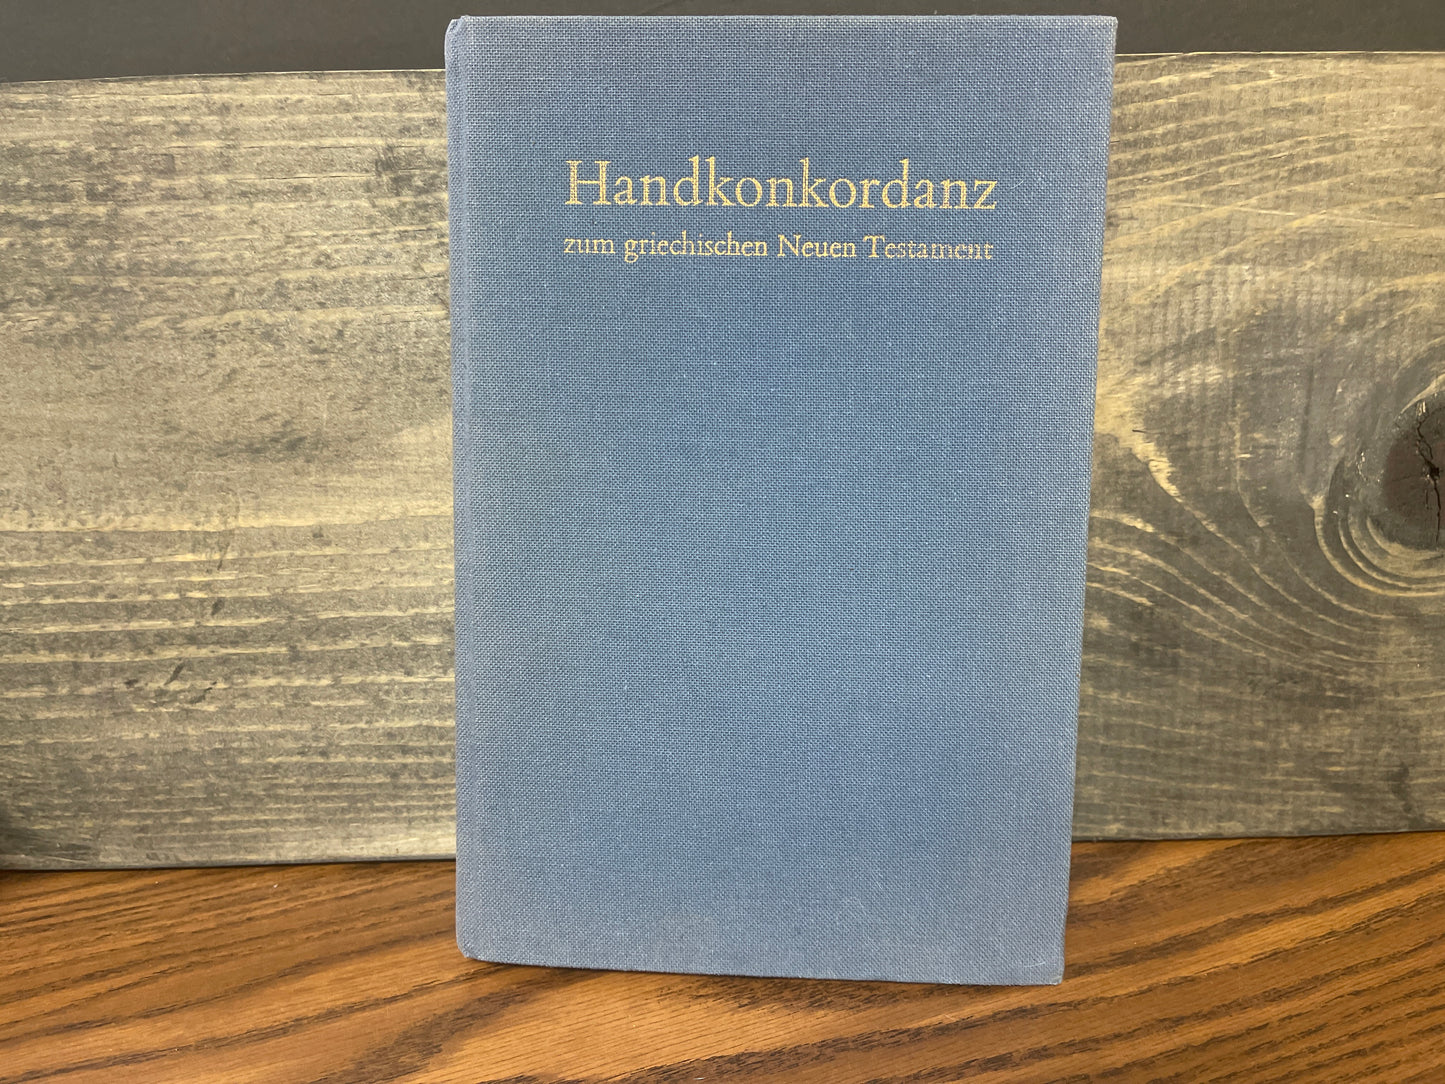 Handkonkordanz
zum griechischen Neuen Testament